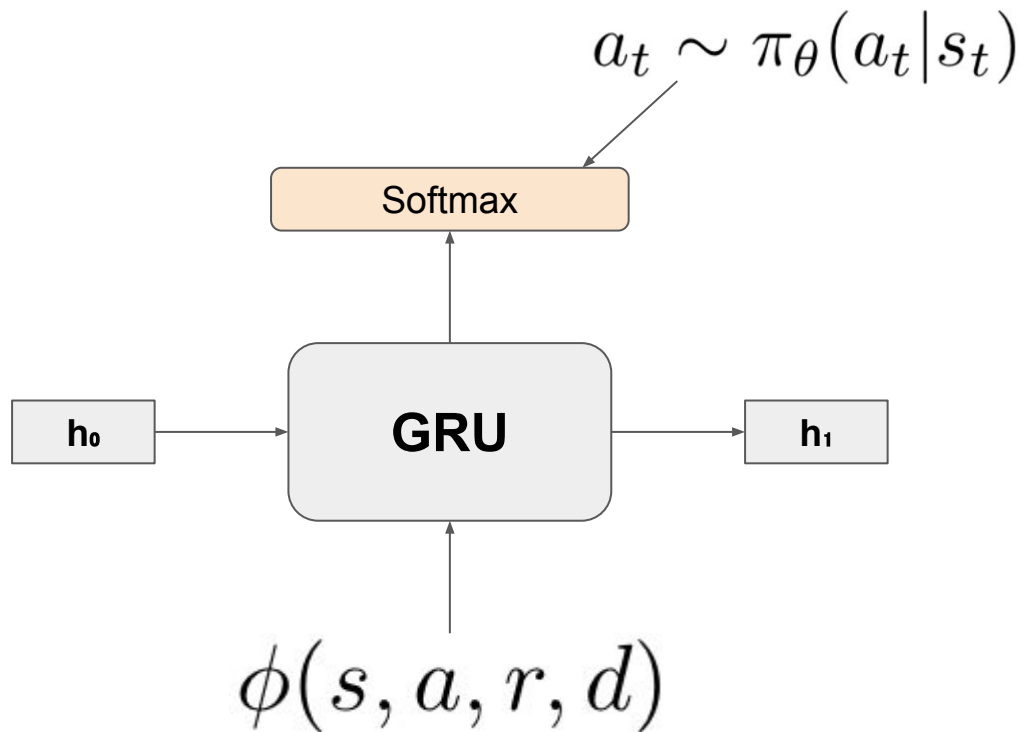 a_t ∼ π_θ(a_t|s_t)
Softmax
h₀
GRU
h₁
ϕ(s, a, r, d)